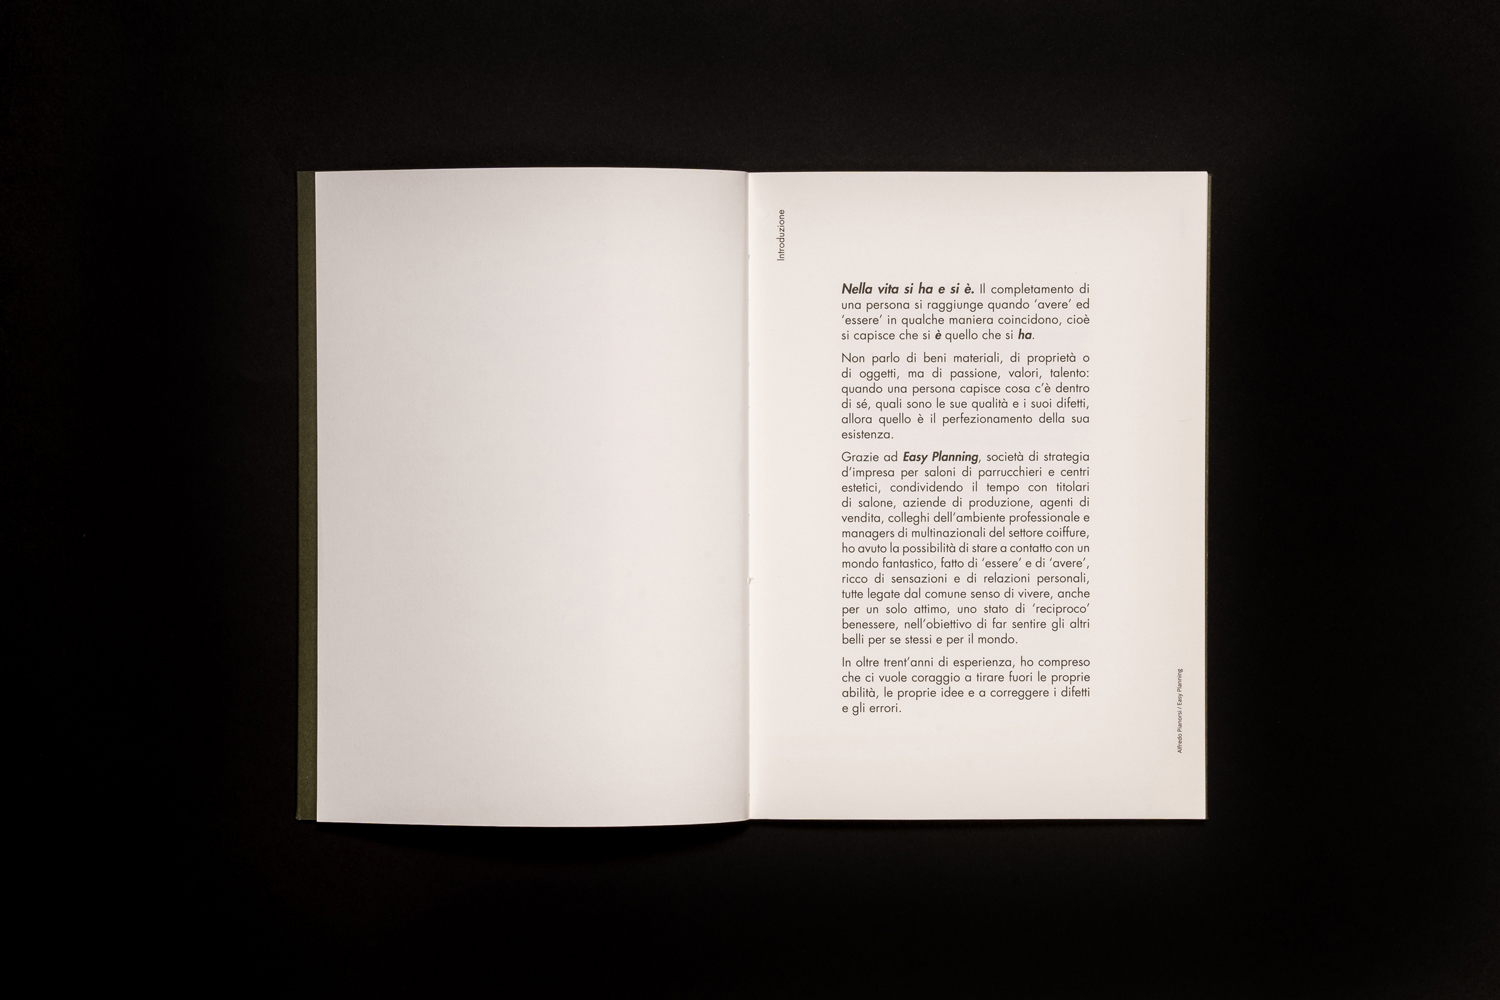 Introduzione
Nella vita si ha e si è. Il completamento di
una persona si raggiunge quando ‘avere’ ed
‘essere’ in qualche maniera coincidono, cioè
si capisce che si è quello che si ha.
Non parlo di beni materiali, di proprietà o
di oggetti, ma di passione, valori, talento:
quando una persona capisce cosa c’è dentro
di sé, quali sono le sue qualità e i suoi difetti,
allora quello è il perfezionamento della sua
esistenza.
Grazie ad Easy Planning, società di strategia
d’impresa per saloni di parrucchieri e centri
estetici, condividendo il tempo con titolari
di salone, aziende di produzione, agenti di
vendita, colleghi dell’ambiente professionale e
managers di multinazionali del settore coiffure,
ho avuto la possibilità di stare a contatto con un
mondo fantastico, fatto di ‘essere’ e di ‘avere’,
ricco di sensazioni e di relazioni personali,
tutte legate dal comune senso di vivere, anche
per un solo attimo, uno stato di ‘reciproco’
benessere, nell’obiettivo di far sentire gli altri
belli per se stessi e per il mondo.
In oltre trent’anni di esperienza, ho compreso
che ci vuole coraggio a tirare fuori le proprie
abilità, le proprie idee e a correggere i difetti
e gli errori.
Alfredo Pianorsi / Easy Planning